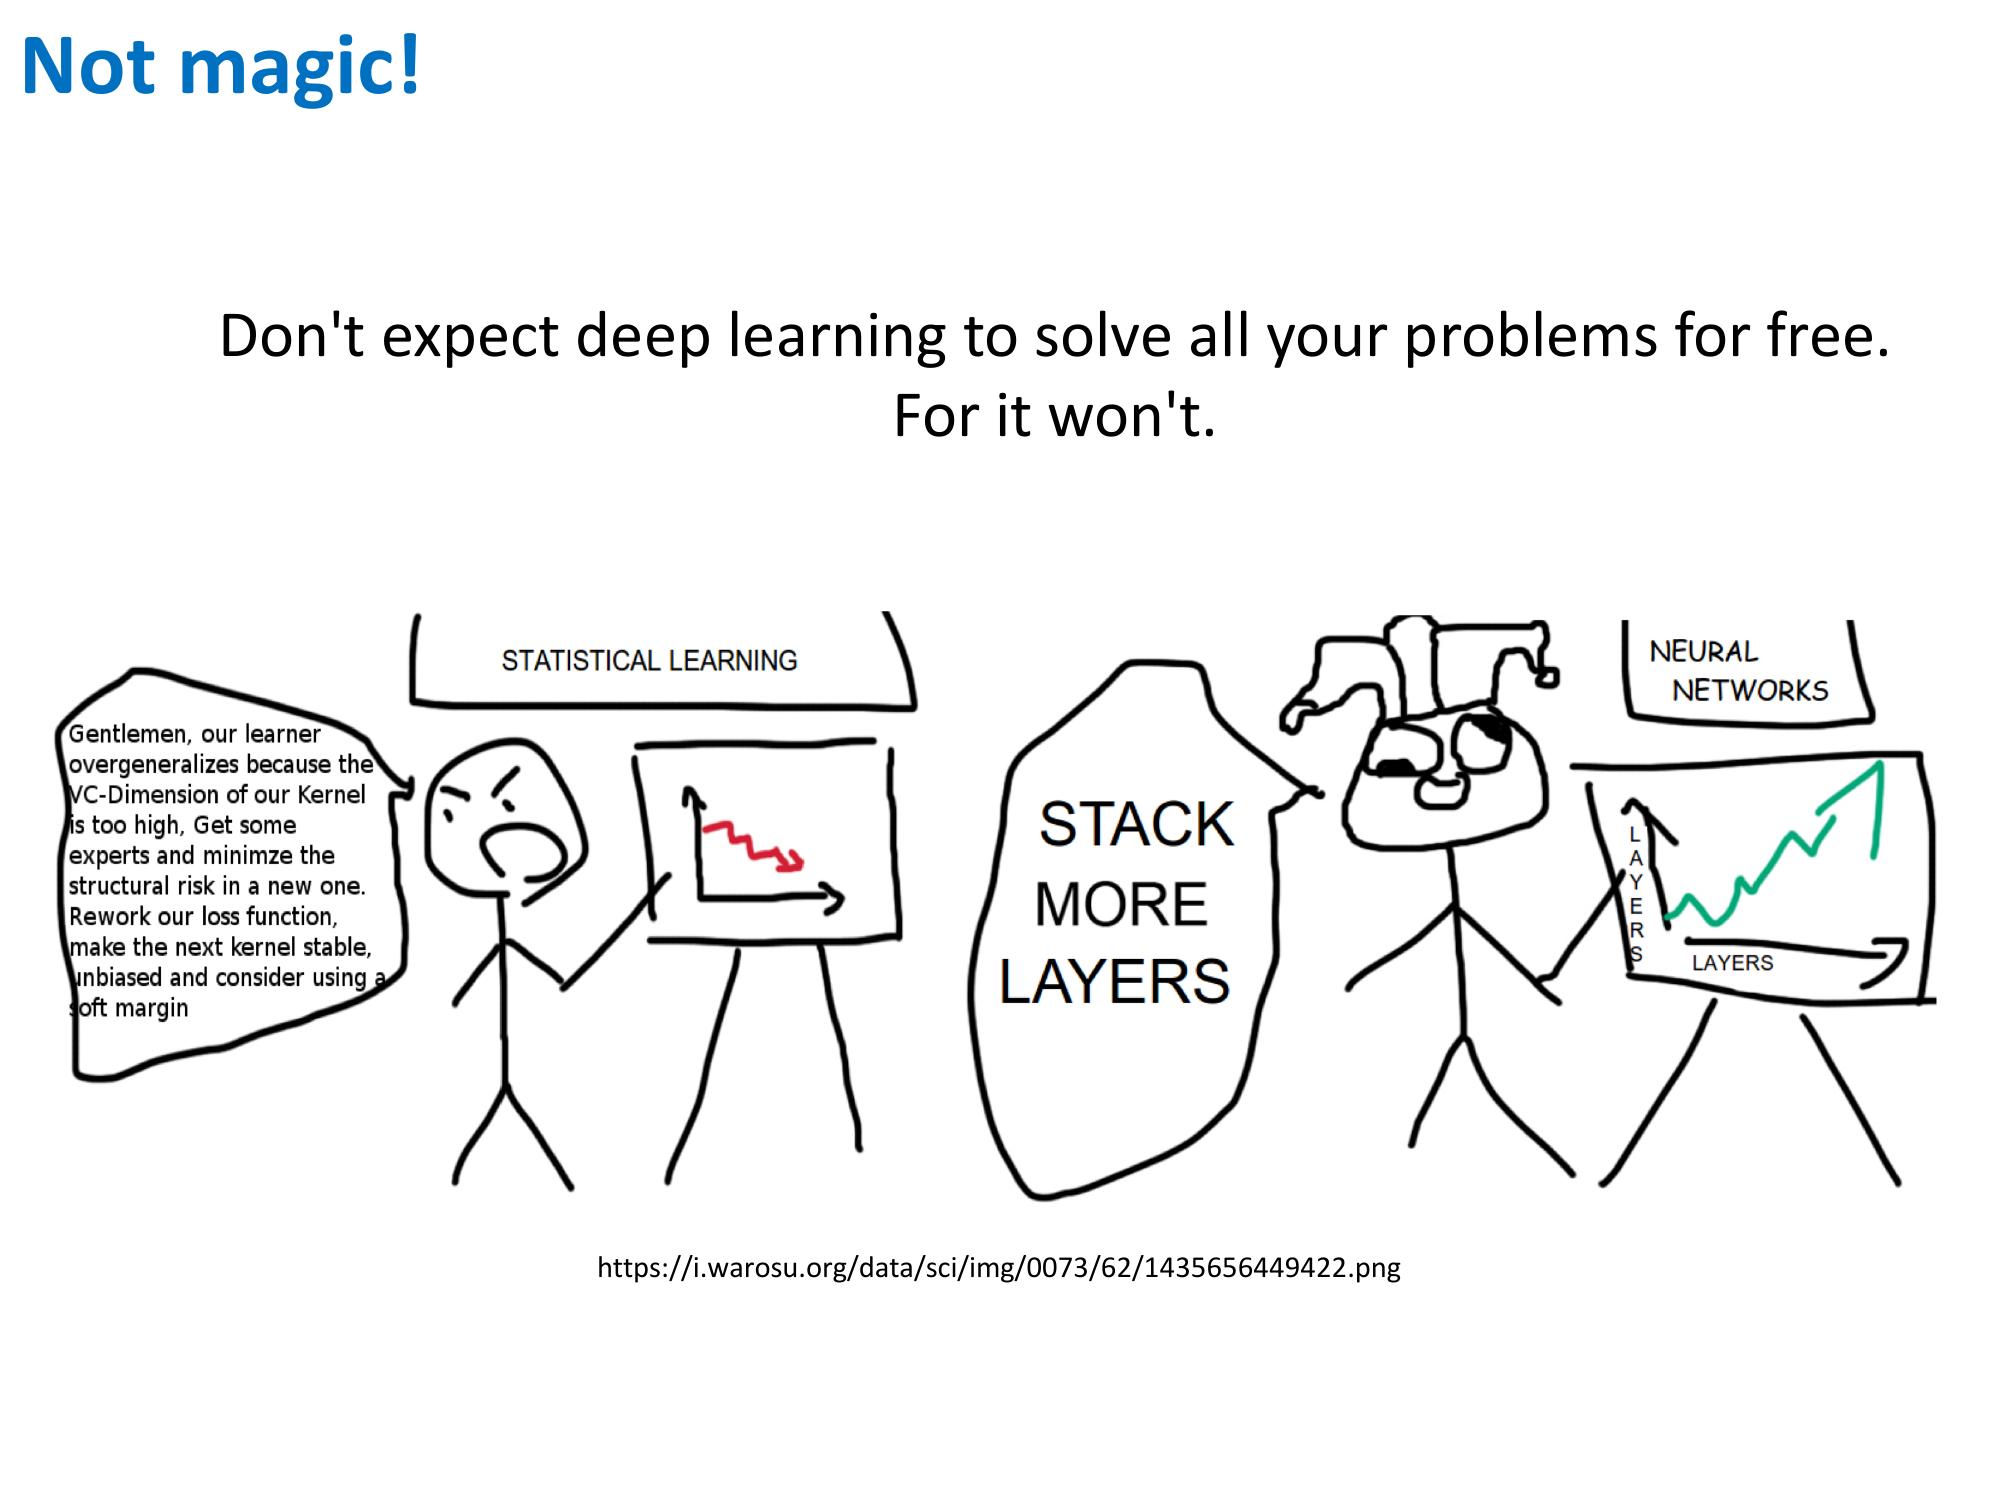 Not magic!
Don't expect deep learning to solve all your problems for free.
For it won't.
STATISTICAL LEARNING
Gentlemen, our learner
overgeneralizes because the
VC-Dimension of our Kernel
is too high, Get some
experts and minimze the
structural risk in a new one.
Rework our loss function,
make the next kernel stable,
unbiased and consider using a
soft margin
NEURAL
NETWORKS
STACK
MORE
LAYERS
LAYERS
LAYERS
https://i.warosu.org/data/sci/img/0073/62/1435656449422.png